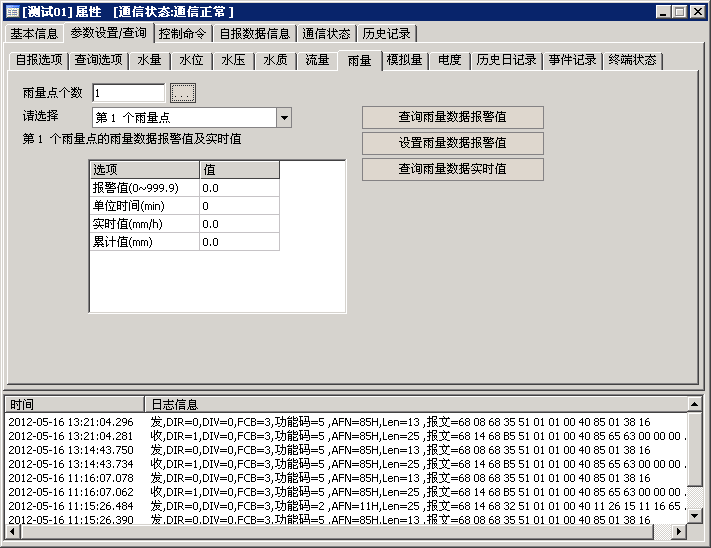 [测试01] 属性 [通信状态:通信正常 ]
基本信息 参数设置/查询 控制命令 自报数据信息 通信状态 历史记录
自报选项 查询选项 水量 水位 水压 水质 流量 雨量 模拟量 电度 历史日记录 事件记录 终端状态
雨量点个数 1 ...
请选择 第 1 个雨量点
第 1 个雨量点的雨量数据报警值及实时值
查询雨量数据报警值
设置雨量数据报警值
查询雨量数据实时值
选项 值
报警值(0~999.9) 0.0
单位时间(min) 0
实时值(mm/h) 0.0
累计值(mm) 0.0
时间 日志信息
2012-05-16 13:21:04.296 发,DIR=0,DIV=0,FCB=3,功能码=5 ,AFN=85H,Len=13 ,报文=68 08 68 35 51 01 01 00 40 85 01 38 16
2012-05-16 13:21:04.281 收,DIR=1,DIV=0,FCB=3,功能码=5 ,AFN=85H,Len=25 ,报文=68 14 68 B5 51 01 01 00 40 85 65 63 00 00 00 .
2012-05-16 13:14:43.750 发,DIR=0,DIV=0,FCB=3,功能码=5 ,AFN=85H,Len=13 ,报文=68 08 68 35 51 01 01 00 40 85 01 38 16
2012-05-16 13:14:43.734 收,DIR=1,DIV=0,FCB=3,功能码=5 ,AFN=85H,Len=25 ,报文=68 14 68 B5 51 01 01 00 40 85 65 63 00 00 00 .
2012-05-16 11:16:07.078 发,DIR=0,DIV=0,FCB=3,功能码=5 ,AFN=85H,Len=13 ,报文=68 08 68 35 51 01 01 00 40 85 01 38 16
2012-05-16 11:16:07.062 收,DIR=1,DIV=0,FCB=3,功能码=5 ,AFN=85H,Len=25 ,报文=68 14 68 B5 51 01 01 00 40 85 65 63 00 00 00 .
2012-05-16 11:15:26.484 发,DIR=0,DIV=0,FCB=3,功能码=2 ,AFN=11H,Len=25 ,报文=68 14 68 32 51 01 01 00 40 11 26 15 11 16 65 .
2012-05-16 11:15:26.390 发,DIR=0,DIV=0,FCB=3,功能码=5 ,AFN=85H,Len=13 ,报文=68 08 68 35 51 01 01 00 40 85 01 38 16